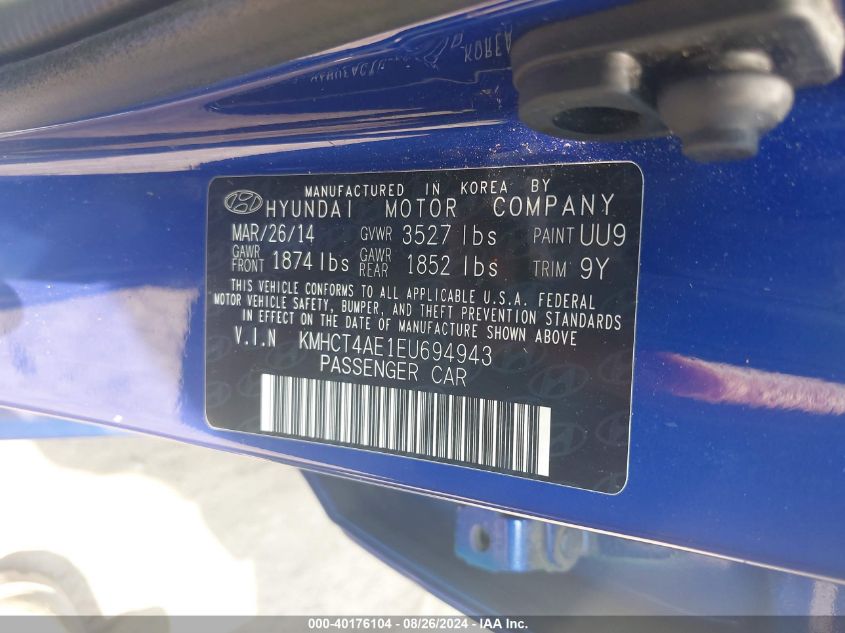 KOREA
MANUFACTURED IN KOREA BY
HYUNDAI MOTOR COMPANY
MAR/26/14 GVWR 3527 lbs PAINT UU9
GAWR FRONT 1874 lbs GAWR REAR 1852 lbs TRIM 9Y
THIS VEHICLE CONFORMS TO ALL APPLICABLE U.S.A. FEDERAL
MOTOR VEHICLE SAFETY, BUMPER, AND THEFT PREVENTION STANDARDS
IN EFFECT ON THE DATE OF MANUFACTURE SHOWN ABOVE
V.I.N KMHCT4AE1EU694943
PASSENGER CAR
000-40176104 - 08/26/2024 - IAA Inc.